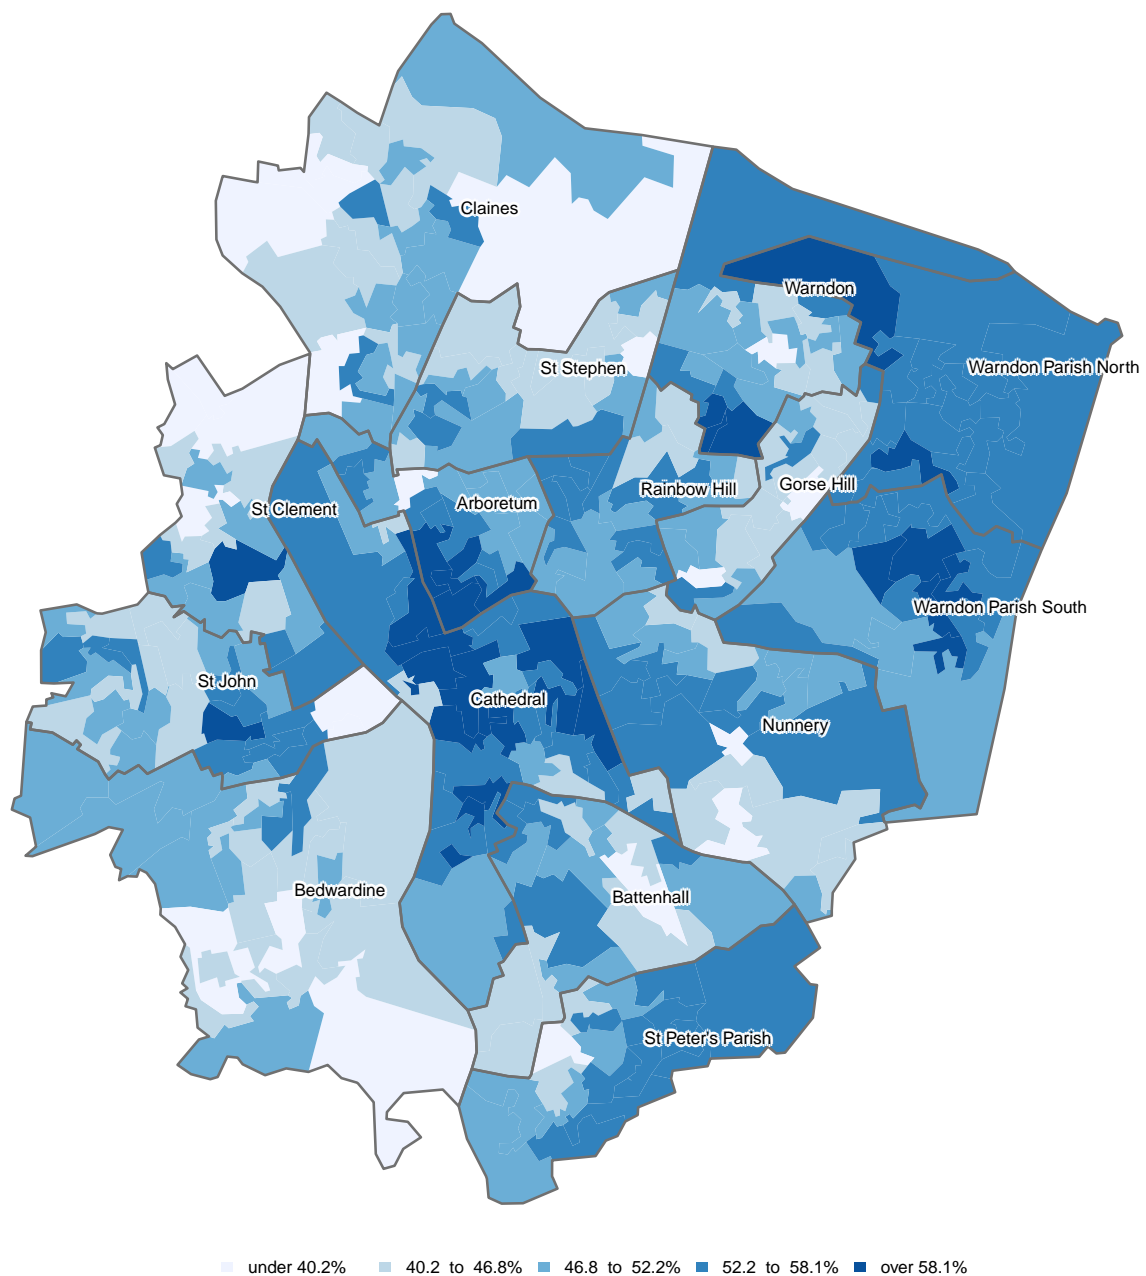 Claines
Warndon
St Stephen
Warndon Parish North
Rainbow Hill
Gorse Hill
Arboretum
St Clement
Warndon Parish South
St John
Cathedral
Nunnery
Bedwardine
Battenhall
St Peter's Parish
under 40.2% 40.2 to 46.8% 46.8 to 52.2% 52.2 to 58.1% over 58.1%